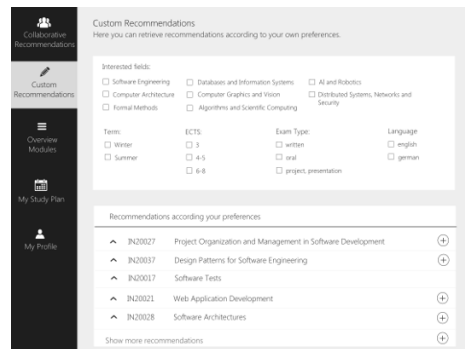 Collaborative
Recommendations
Custom
Recommendations
Overview
Modules
My Study Plan
My Profile
Custom Recommendations
Here you can retrieve recommendations according to your own preferences.
Interested fields:
Software Engineering
Databases and Information Systems
AI and Robotics
Computer Architecture
Computer Graphics and Vision
Distributed Systems, Networks and
Security
Formal Methods
Algorithms and Scientific Computing
Term:
ECTS:
Exam Type:
Language
Winter
3
written
english
Summer
4-5
oral
german
6-8
project, presentation
Recommendations according your preferences
IN20027 Project Organization and Management in Software Development
IN20037 Design Patterns for Software Engineering
IN20017 Software Tests
IN20021 Web Application Development
IN20028 Software Architectures
Show more recommendations